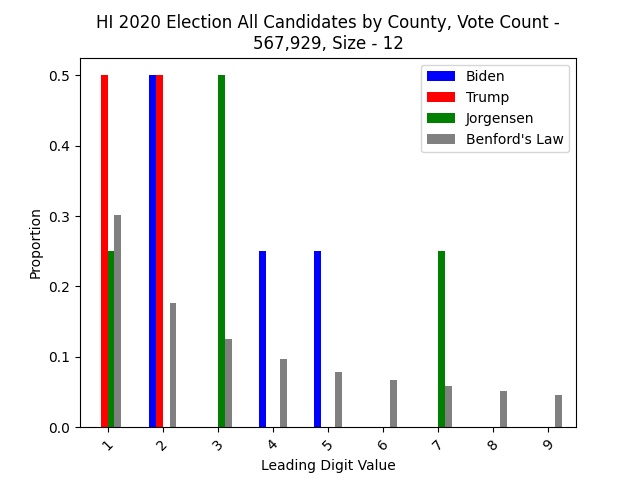 HI 2020 Election All Candidates by County, Vote Count -
567,929, Size - 12
Biden
Trump
Jorgensen
Benford's Law
Proportion
0.5
0.4
0.3
0.2
0.1
0.0
1 2 3 4 5 6 7 8 9
Leading Digit Value